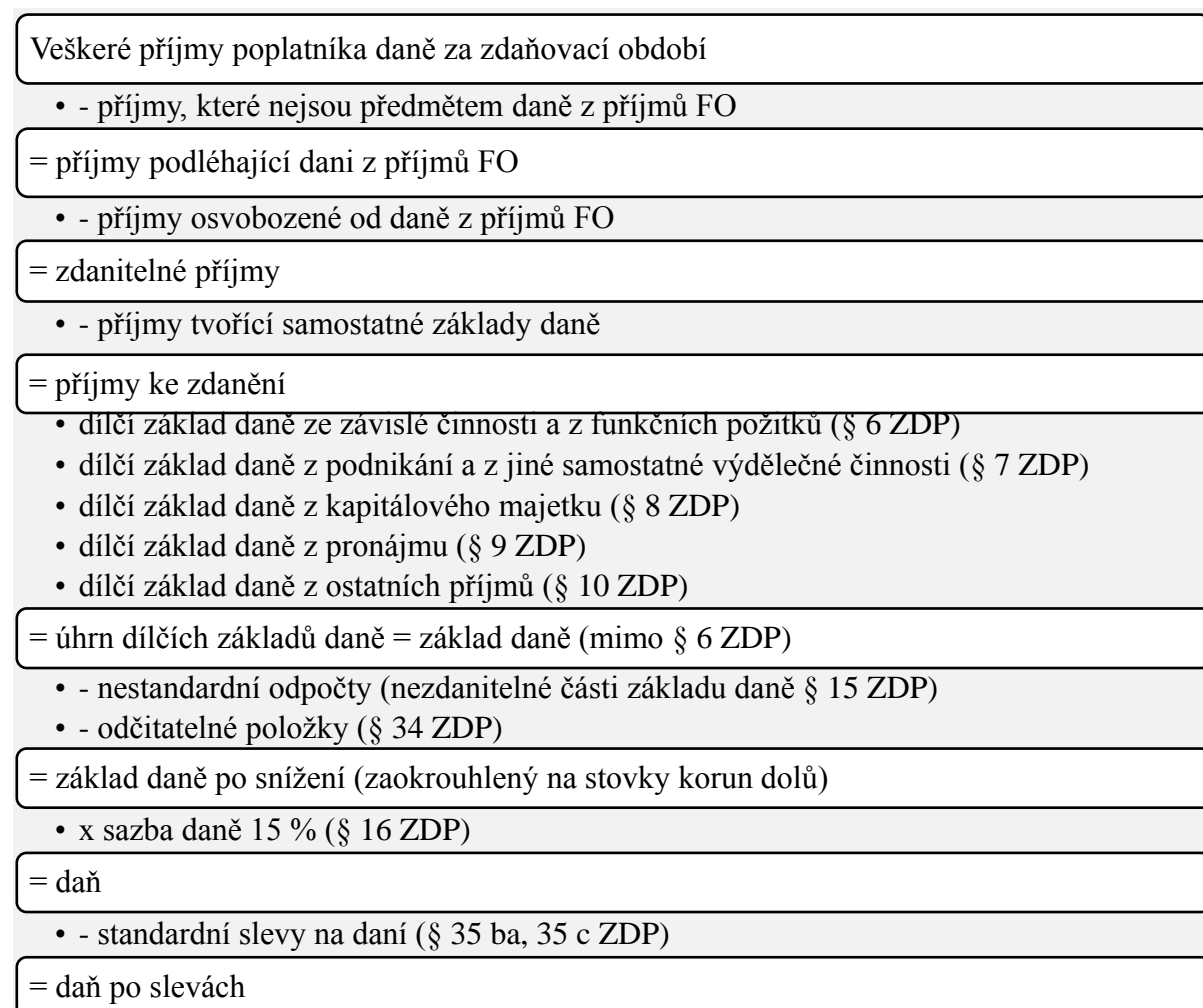 Veškeré příjmy poplatníka daně za zdaňovací období
• - příjmy, které nejsou předmětem daně z příjmů FO
= příjmy podléhající dani z příjmů FO
• - příjmy osvobozené od daně z příjmů FO
= zdanitelné příjmy
• - příjmy tvořící samostatné základy daně
= příjmy ke zdanění
• dílčí základ daně ze závislé činnosti a z funkčních požitků (§ 6 ZDP)
• dílčí základ daně z podnikání a z jiné samostatné výdělečné činnosti (§ 7 ZDP)
• dílčí základ daně z kapitálového majetku (§ 8 ZDP)
• dílčí základ daně z pronájmu (§ 9 ZDP)
• dílčí základ daně z ostatních příjmů (§ 10 ZDP)
= úhrn dílčích základů daně = základ daně (mimo § 6 ZDP)
• - nestandardní odpočty (nezdanitelné části základu daně § 15 ZDP)
• - odčitatelné položky (§ 34 ZDP)
= základ daně po snížení (zaokrouhlený na stovky korun dolů)
• x sazba daně 15 % (§ 16 ZDP)
= daň
• - standardní slevy na daní (§ 35 ba, 35 c ZDP)
= daň po slevách